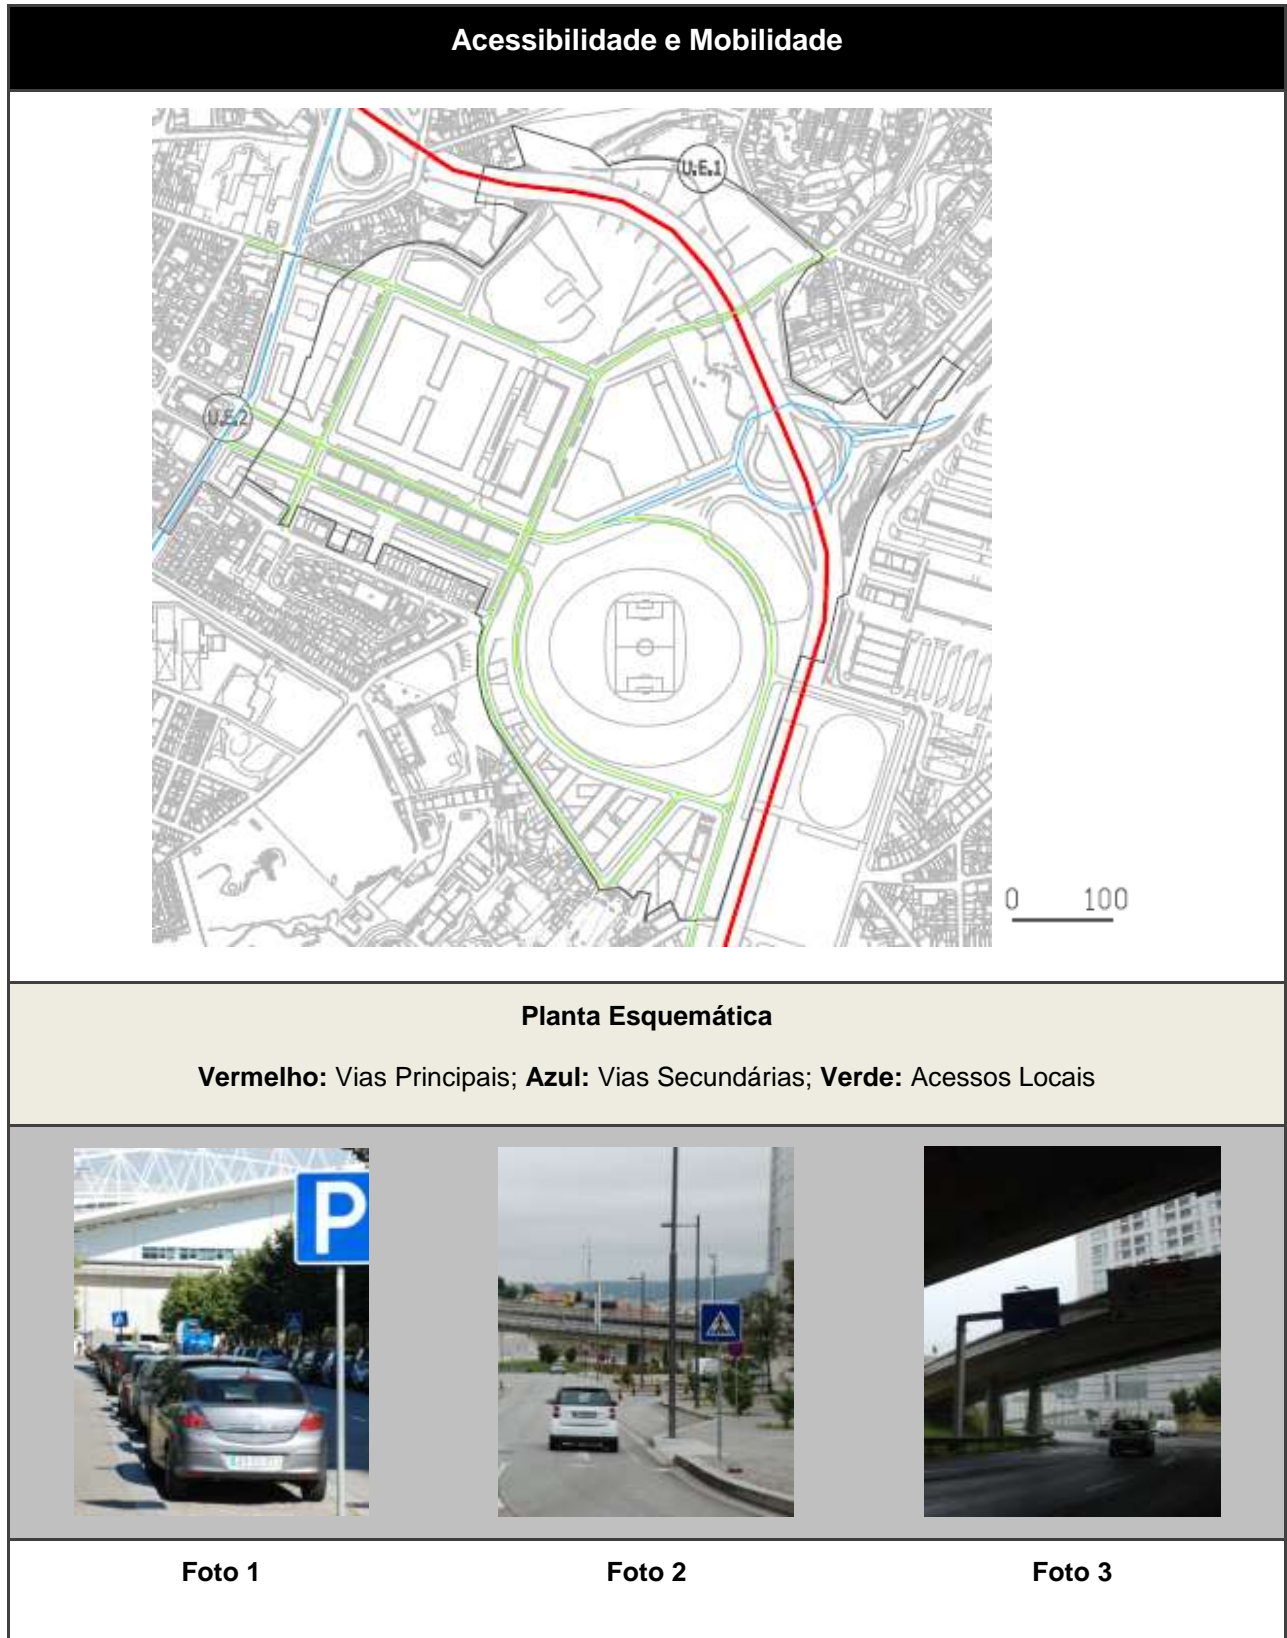 Acessibilidade e Mobilidade
U.E.1
U.E.2
0 100
Planta Esquemática
Vermelho: Vias Principais; Azul: Vias Secundárias; Verde: Acessos Locais
P
Foto 1 Foto 2 Foto 3